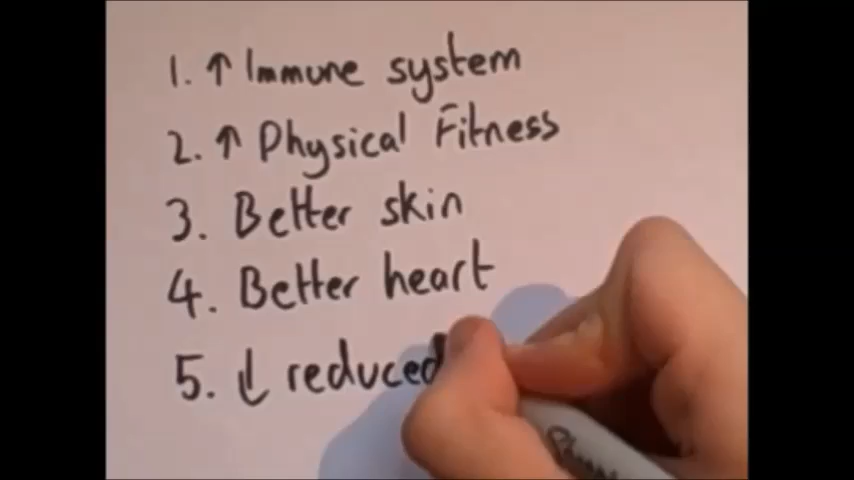 1. ↑ Immune system
2. ↑ Physical Fitness
3. Better skin
4. Better heart
5. ↓ reduced